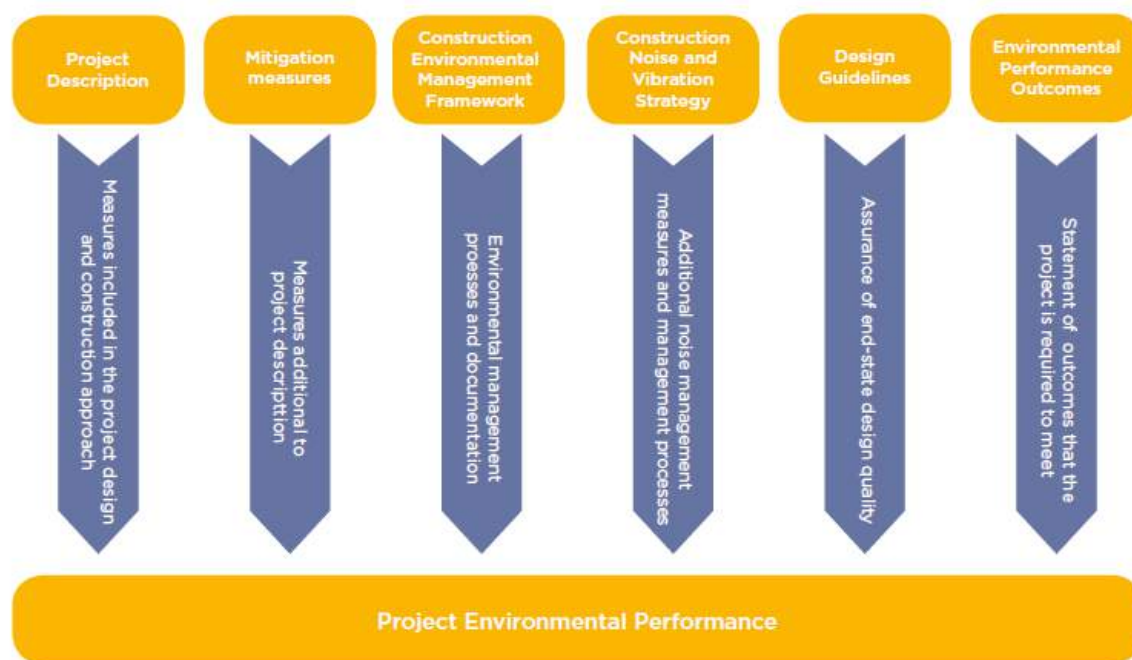 Project
Description
Mitigation
measures
Construction
Environmental
Management
Framework
Construction
Noise and
Vibration
Strategy
Design
Guidelines
Environmental
Performance
Outcomes
Measures included in the project design
and construction approach
Measures additional to
project descripttion
Environmental management
proesses and documentation
Additional noise management
measures and management processes
Assurance of end-state design quality
Statement of outcomes that the
project is required to meet
Project Environmental Performance